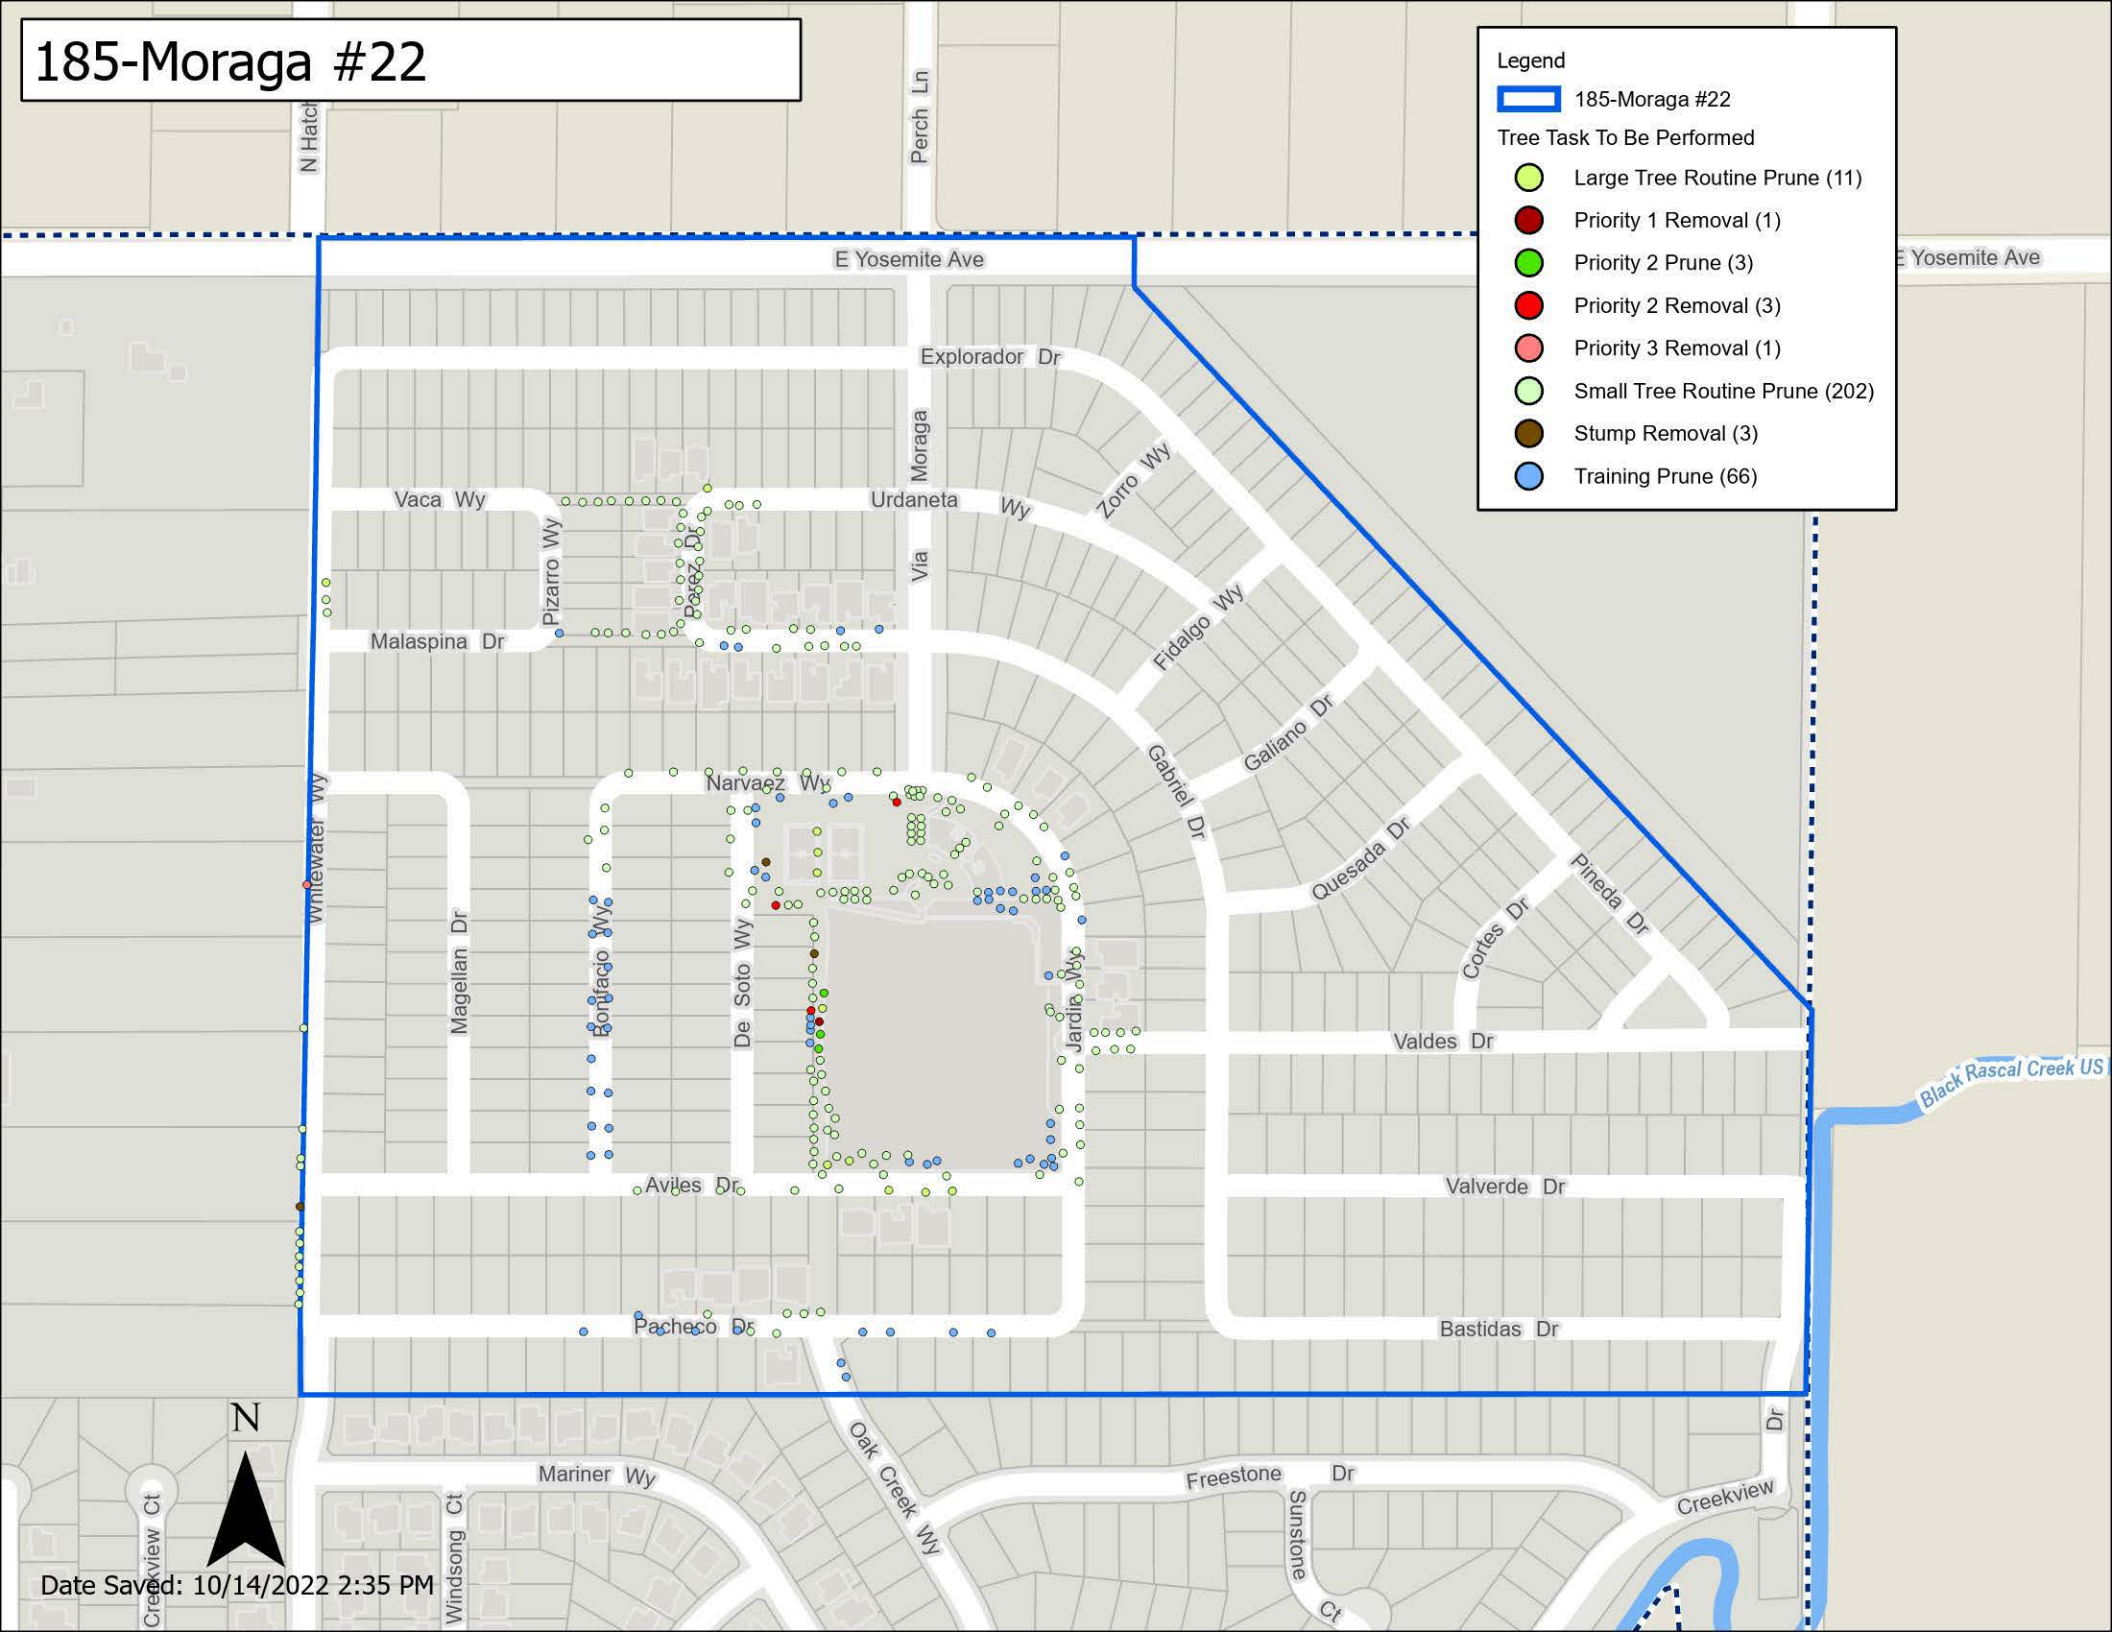 185-Moraga #22
Legend
185-Moraga #22
Tree Task To Be Performed
Large Tree Routine Prune (11)
Priority 1 Removal (1)
Priority 2 Prune (3)
Priority 2 Removal (3)
Priority 3 Removal (1)
Small Tree Routine Prune (202)
Stump Removal (3)
Training Prune (66)
N Hatch
Perch Ln
E Yosemite Ave
E Yosemite Ave
Explorador Dr
Via Moraga
Zorro Wy
Vaca Wy
Urdaneta Wy
Pizarro Wy
Perez Dr
Malaspina Dr
Fidalgo Wy
Galiano Dr
Gabriel Dr
Narvaez Wy
Whitewater Wy
Quesada Dr
Pineda Dr
Cortes Dr
Magellan Dr
Bonifacio Wy
De Soto Wy
Jardin Wy
Valdes Dr
Black Rascal Creek US
Aviles Dr
Valverde Dr
Pacheco Dr
Bastidas Dr
N
Oak Creek Wy
Dr
Mariner Wy
Freestone Dr
Creekview
Creekview Ct
Windsong Ct
Sunstone Ct
Date Saved: 10/14/2022 2:35 PM